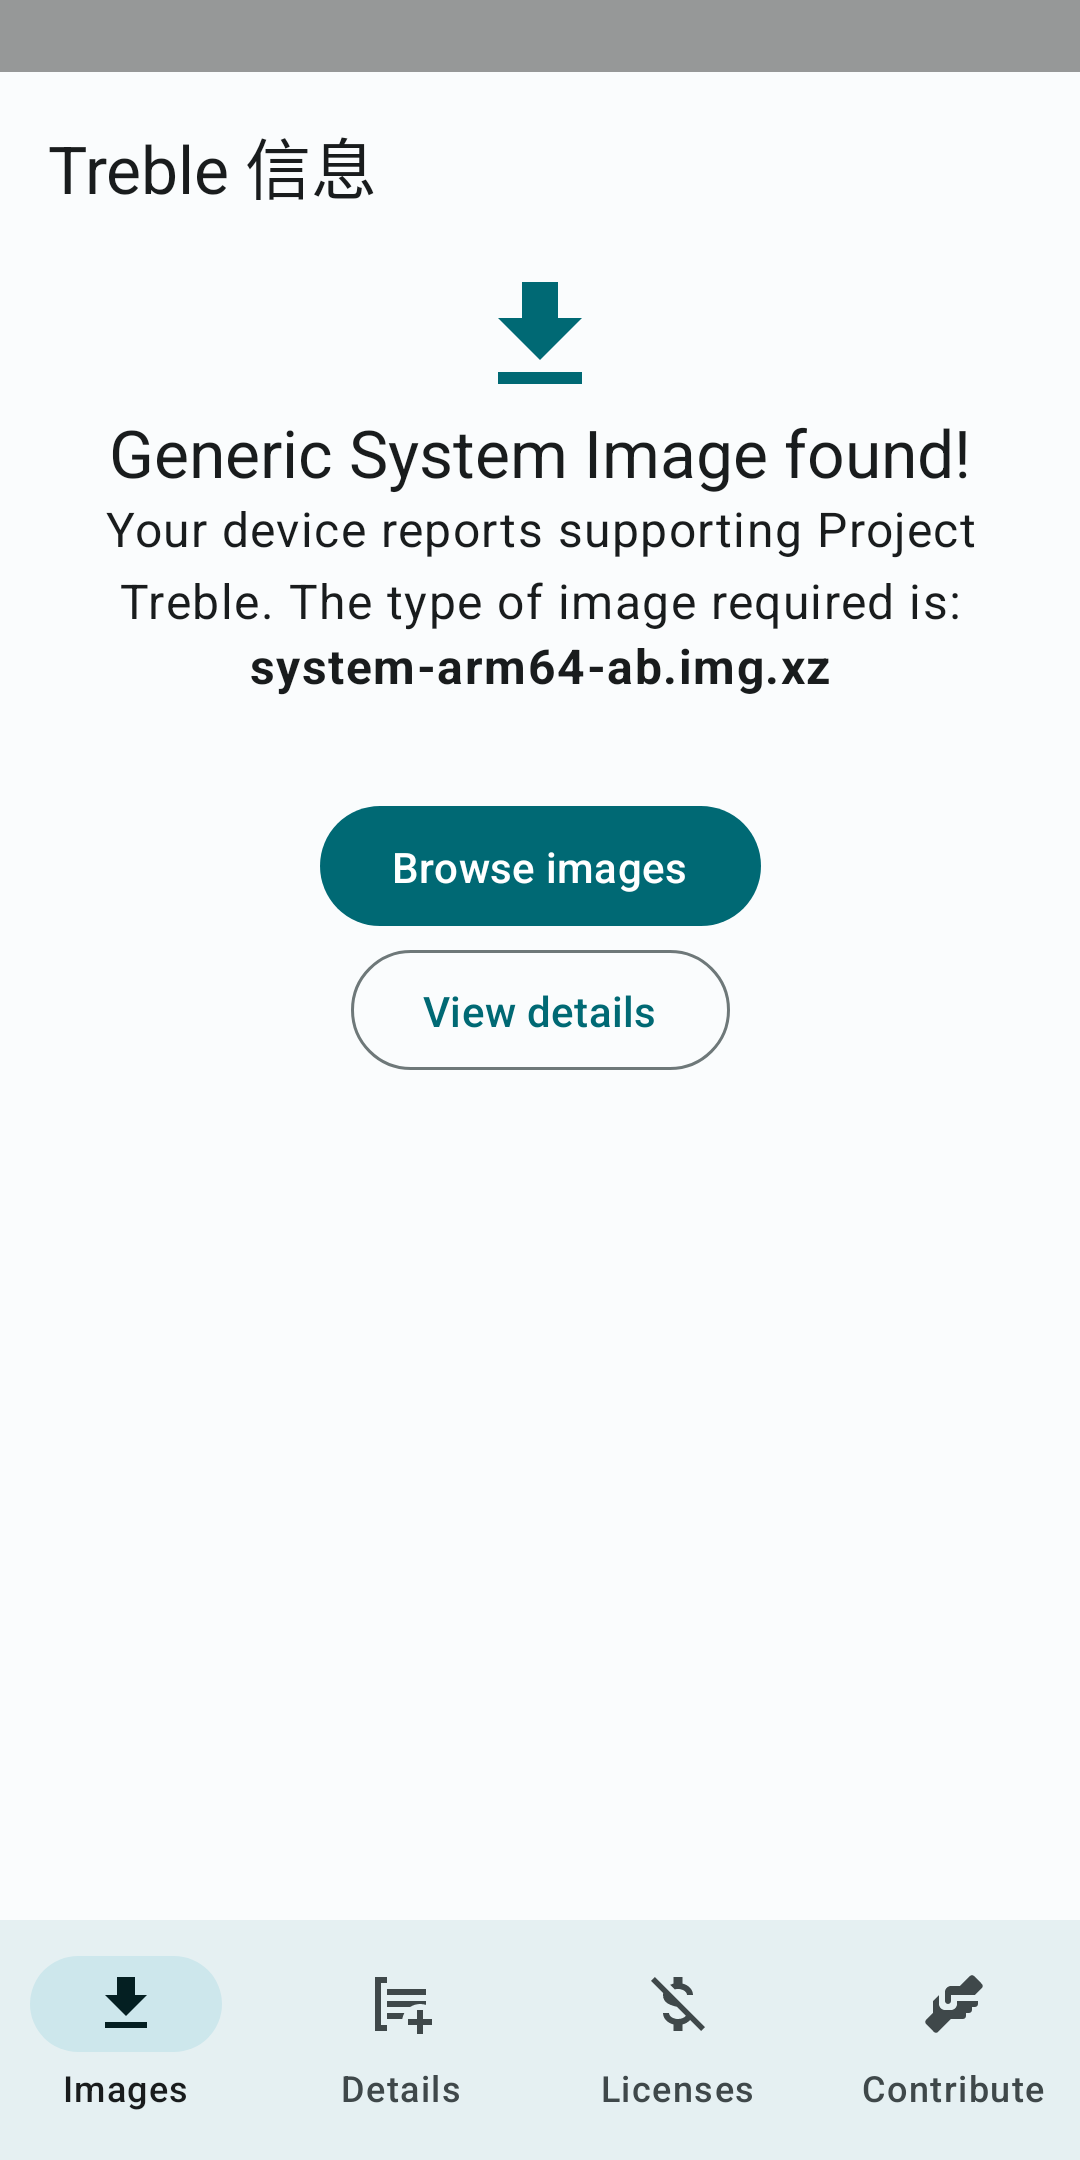 Treble 信息
Generic System Image found!
Your device reports supporting Project
Treble. The type of image required is:
system-arm64-ab.img.xz
Browse images
View details
Images
Details
Licenses
Contribute